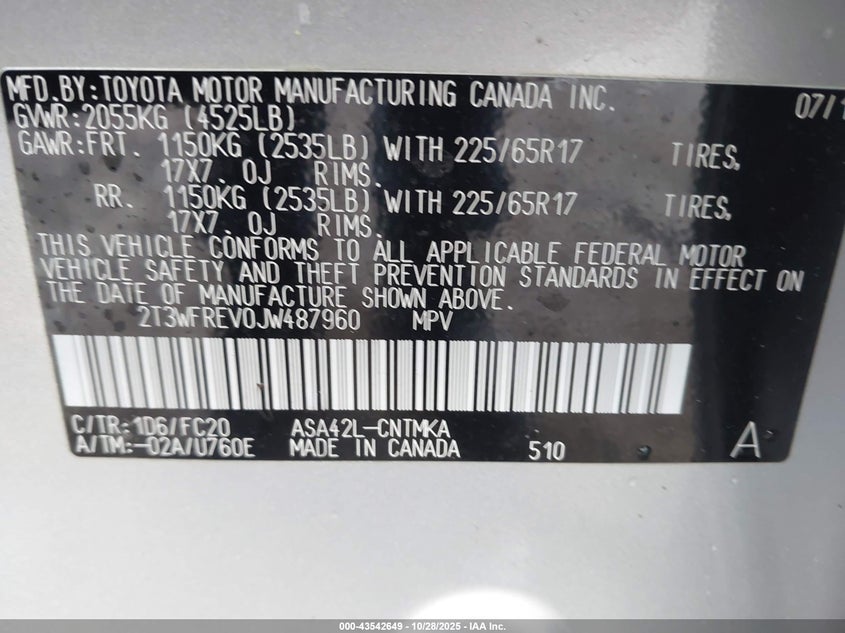 MFD.BY:TOYOTA MOTOR MANUFACTURING CANADA INC. 07/1
GVWR:2055KG (4525LB)
GAWR:FRT. 1150KG (2535LB) WITH 225/65R17 TIRES,
17X7.0J RIMS.
RR. 1150KG (2535LB) WITH 225/65R17 TIRES,
17X7.0J RIMS.
THIS VEHICLE CONFORMS TO ALL APPLICABLE FEDERAL MOTOR
VEHICLE SAFETY AND THEFT PREVENTION STANDARDS IN EFFECT ON
THE DATE OF MANUFACTURE SHOWN ABOVE.
2T3WFREV0JW487960 MPV
C/TR:1D6/FC20 ASA42L-CNTMKA
A/TM:-02A/U760E MADE IN CANADA 510 A
000-43542649 | 10/28/2025 - IAA Inc.